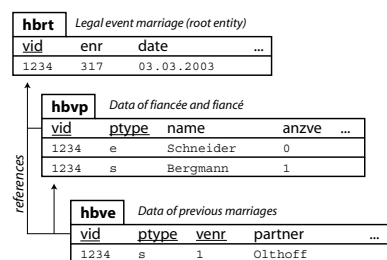 hbrt Legal event marriage (root entity)
vid enr date ...
1234 317 03.03.2003
hbvp Data of fiancée and fiancé
vid ptype name anzve ...
1234 e Schneider 0
1234 s Bergmann 1
references
hbve Data of previous marriages
vid ptype venr partner ...
1234 s 1 Olthoff